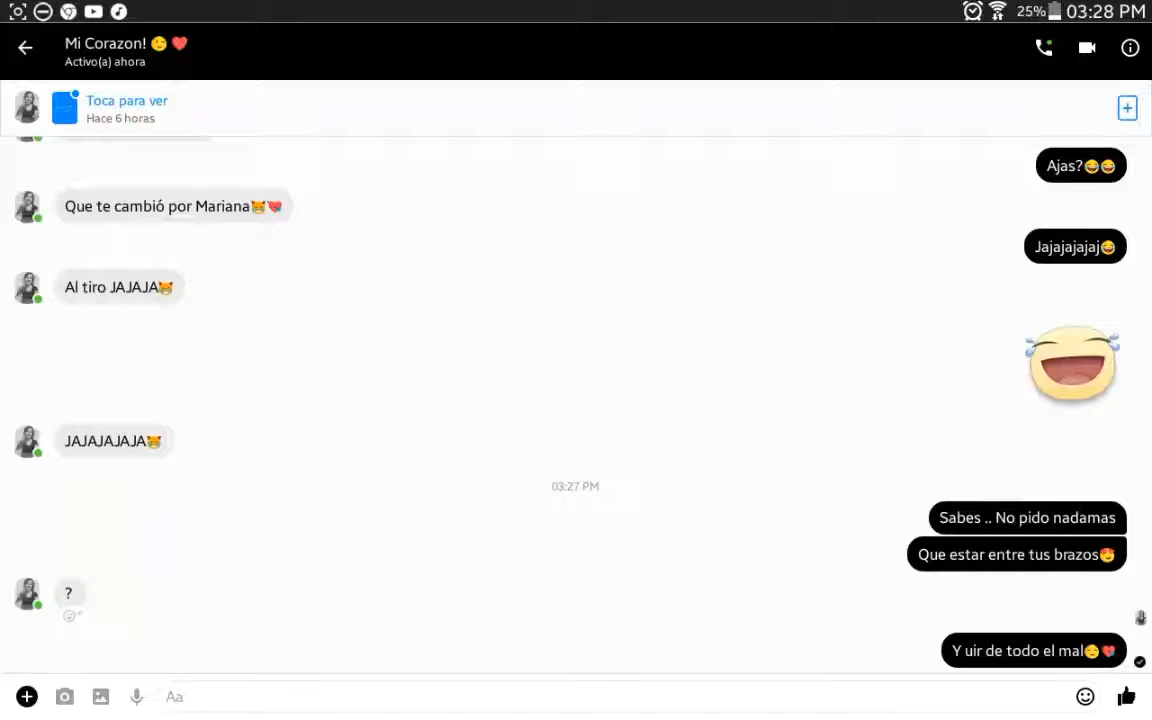 25% 03:28 PM
Mi Corazon! 😌❤️
Activo(a) ahora
Toca para ver
Hace 6 horas
Ajas?😂😂
Que te cambió por Mariana😹💘
Jajajajajaj😂
Al tiro JAJAJA😹
JAJAJAJAJA😹
03:27 PM
Sabes .. No pido nadamas
Que estar entre tus brazos😍
?
Y uir de todo el mal😌💘
Aa